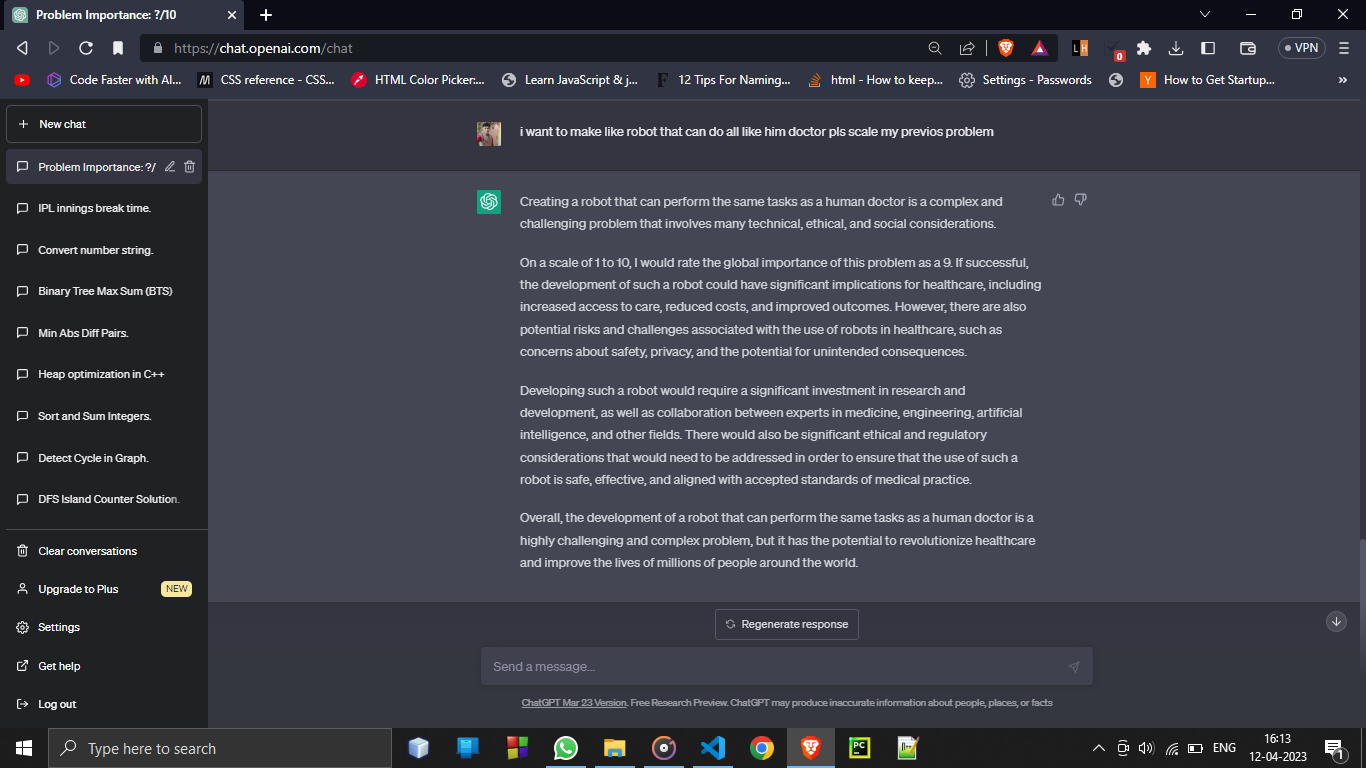 Problem Importance: ?/10
https://chat.openai.com/chat
LH
0
VPN
Code Faster with AI...
M
CSS reference - CSS...
HTML Color Picker:...
Learn JavaScript & j...
F
12 Tips For Naming...
html - How to keep...
Settings - Passwords
Y
How to Get Startup...
»
New chat
Problem Importance: ?/
IPL innings break time.
Convert number string.
Binary Tree Max Sum (BTS)
Min Abs Diff Pairs.
Heap optimization in C++
Sort and Sum Integers.
Detect Cycle in Graph.
DFS Island Counter Solution.
Clear conversations
Upgrade to Plus
NEW
Settings
Get help
Log out
i want to make like robot that can do all like him doctor pls scale my previos problem
Creating a robot that can perform the same tasks as a human doctor is a complex and
challenging problem that involves many technical, ethical, and social considerations.
On a scale of 1 to 10, I would rate the global importance of this problem as a 9. If successful,
the development of such a robot could have significant implications for healthcare, including
increased access to care, reduced costs, and improved outcomes. However, there are also
potential risks and challenges associated with the use of robots in healthcare, such as
concerns about safety, privacy, and the potential for unintended consequences.
Developing such a robot would require a significant investment in research and
development, as well as collaboration between experts in medicine, engineering, artificial
intelligence, and other fields. There would also be significant ethical and regulatory
considerations that would need to be addressed in order to ensure that the use of such a
robot is safe, effective, and aligned with accepted standards of medical practice.
Overall, the development of a robot that can perform the same tasks as a human doctor is a
highly challenging and complex problem, but it has the potential to revolutionize healthcare
and improve the lives of millions of people around the world.
Regenerate response
Send a message...
ChatGPT Mar 23 Version. Free Research Preview. ChatGPT may produce inaccurate information about people, places, or facts
Type here to search
PC
ENG
16:13
12-04-2023
1